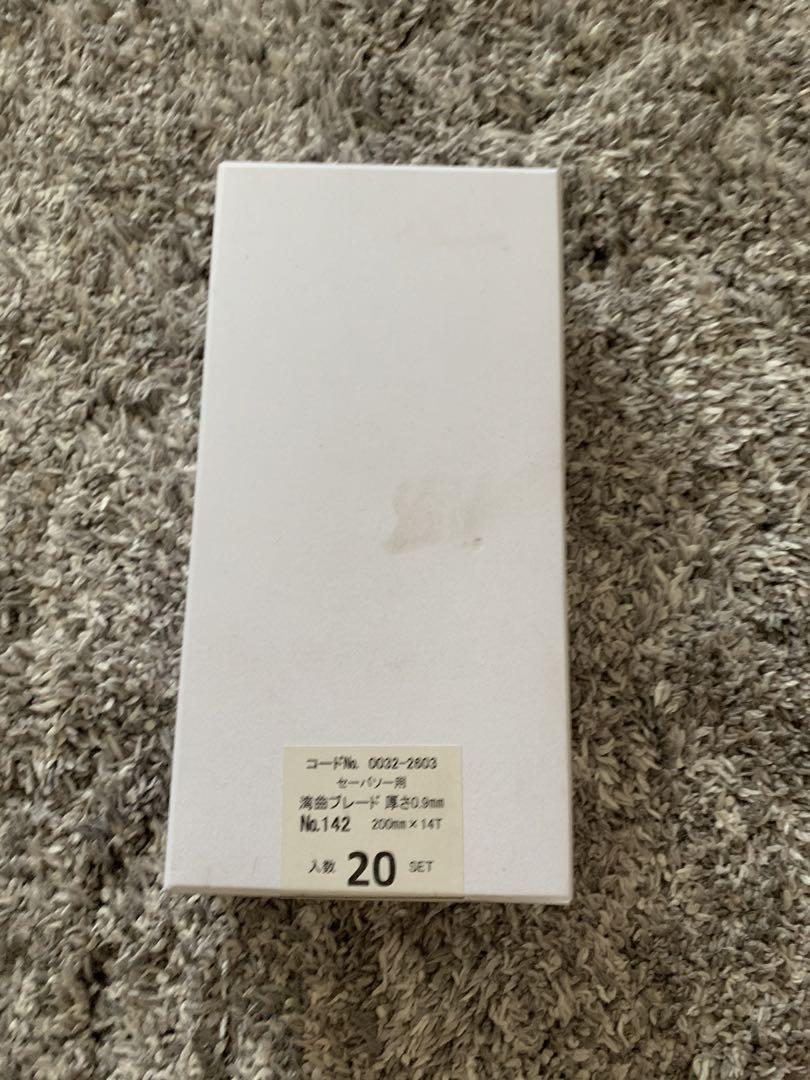 コードNo. 0032-2603
セーバソー用
湾曲ブレード 厚さ0.9mm
No.142 200mm×14T
入数 20 SET